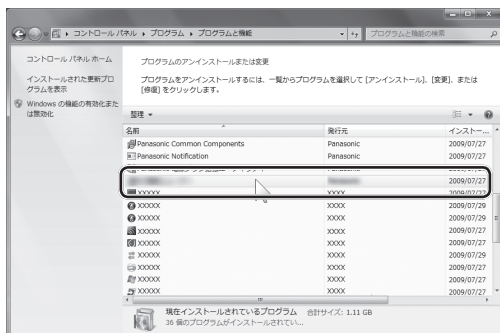 コントロール パネル ▸ プログラム ▸ プログラムと機能
プログラムと機能の検索
コントロール パネル ホーム
インストールされた更新プログラムを表示
Windows の機能の有効化または無効化
プログラムのアンインストールまたは変更
プログラムをアンインストールするには、一覧からプログラムを選択して [アンインストール]、[変更]、または
[修復] をクリックします。
整理
名前 発行元 インストー...
Panasonic Common Components Panasonic 2009/07/27
Panasonic Notification Panasonic 2009/07/27
Panasonic
2009/07/27
XXXXX XXXX 2009/07/27
XXXXX XXXX 2009/07/29
XXXXX XXXX 2009/07/29
XXXXX XXXX 2009/07/27
XXXXX XXXX 2009/07/27
XXXXX XXXX 2009/07/29
XXXXX XXXX 2009/07/27
XXXXX XXXX 2009/07/27
XXXXX XXXX 2009/07/27
現在インストールされているプログラム 合計サイズ: 1.11 GB
36 個のプログラムがインストールされてい...